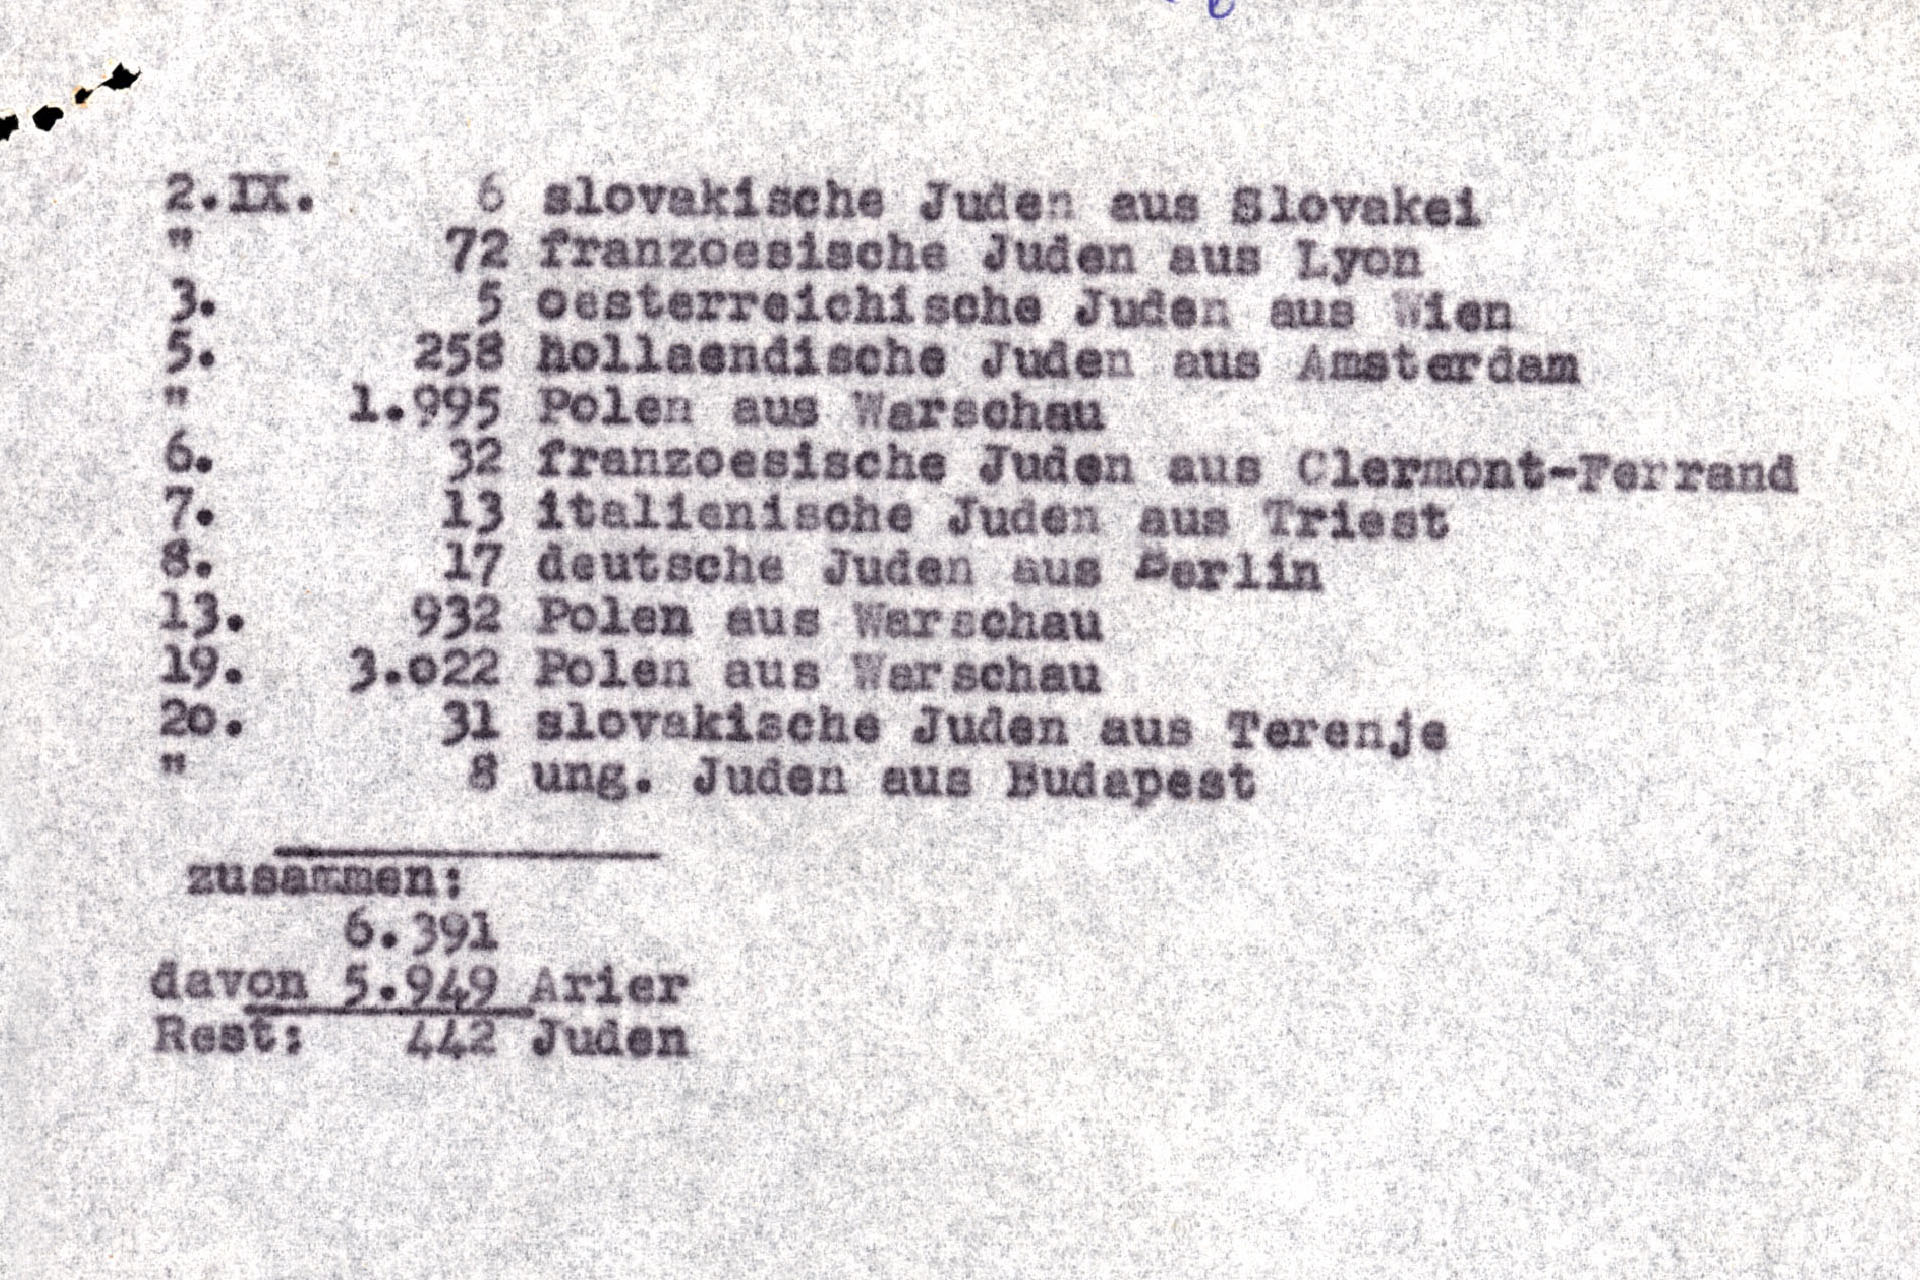 2.IX. 6 slovakische Juden aus Slovakei
" 72 franzoesische Juden aus Lyon
3. 5 oesterreichische Juden aus Wien
5. 258 hollaendische Juden aus Amsterdam
" 1.995 Polen aus Warschau
6. 32 franzoesische Juden aus Clermont-Ferrand
7. 13 italienische Juden aus Triest
8. 17 deutsche Juden aus Berlin
13. 932 Polen aus Warschau
19. 3.022 Polen aus Warschau
20. 31 slovakische Juden aus Terenje
" 8 ung. Juden aus Budapest
zusammen:
6.391
davon 5.949 Arier
Rest: 442 Juden